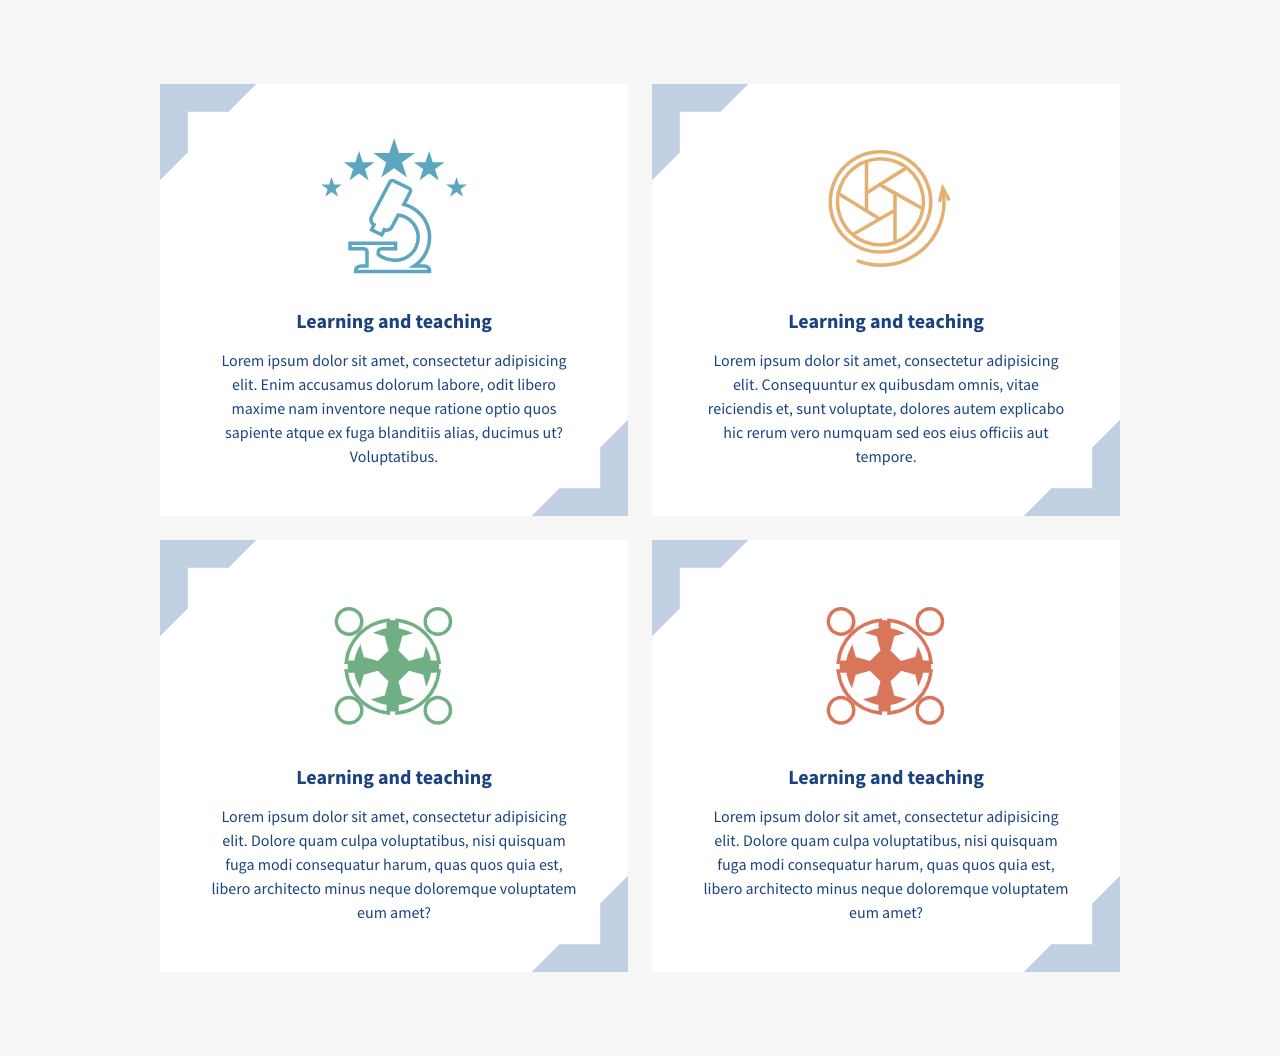 Learning and teaching
Lorem ipsum dolor sit amet, consectetur adipisicing
elit. Enim accusamus dolorum labore, odit libero
maxime nam inventore neque ratione optio quos
sapiente atque ex fuga blanditiis alias, ducimus ut?
Voluptatibus.
Learning and teaching
Lorem ipsum dolor sit amet, consectetur adipisicing
elit. Consequuntur ex quibusdam omnis, vitae
reiciendis et, sunt voluptate, dolores autem explicabo
hic rerum vero numquam sed eos eius officiis aut
tempore.
Learning and teaching
Lorem ipsum dolor sit amet, consectetur adipisicing
elit. Dolore quam culpa voluptatibus, nisi quisquam
fuga modi consequatur harum, quas quos quia est,
libero architecto minus neque doloremque voluptatem
eum amet?
Learning and teaching
Lorem ipsum dolor sit amet, consectetur adipisicing
elit. Dolore quam culpa voluptatibus, nisi quisquam
fuga modi consequatur harum, quas quos quia est,
libero architecto minus neque doloremque voluptatem
eum amet?